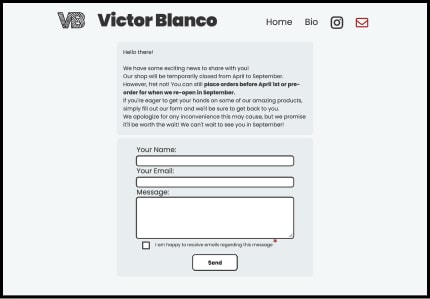 VB Victor Blanco Home Bio
Hello there!
We have some exciting news to share with you!
Our shop will be temporarily closed from April to September.
However, fret not! You can still place orders before April 1st or pre-
order for when we re-open in September.
If you're eager to get your hands on some of our amazing products,
simply fill out our form and we'll be sure to get back to you.
We apologize for any inconvenience this may cause, but we promise
it'll be worth the wait! We can't wait to see you in September!!
Your Name:
Your Email:
Message:
I am happy to resolve emails regarding this message *
Send